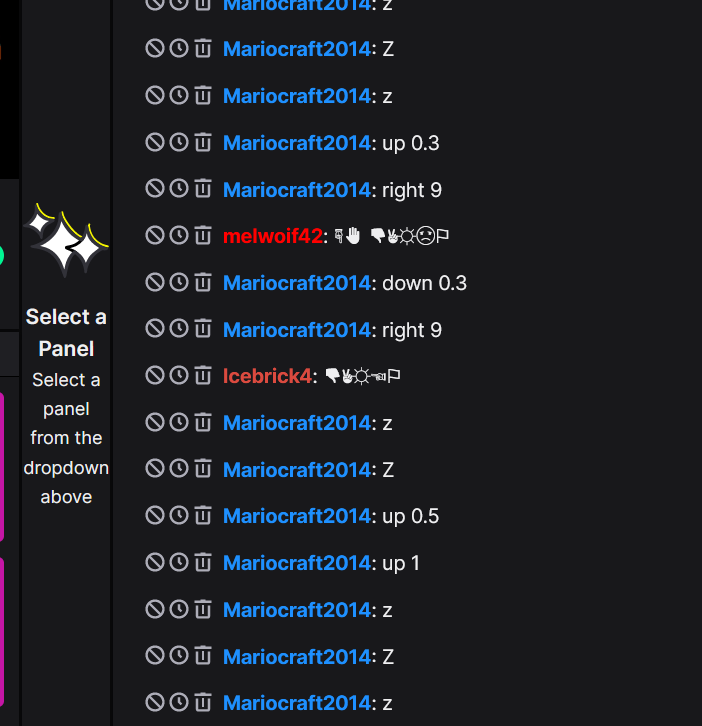 Mariocraft2014: z
Mariocraft2014: Z
Mariocraft2014: z
Mariocraft2014: up 0.3
Mariocraft2014: right 9
melwoif42: ☟✋ 👎✌☼☹⚐
Mariocraft2014: down 0.3
Mariocraft2014: right 9
Icebrick4: 👎✌☼☜⚐
Mariocraft2014: z
Mariocraft2014: Z
Mariocraft2014: up 0.5
Mariocraft2014: up 1
Mariocraft2014: z
Mariocraft2014: Z
Mariocraft2014: z
Select a
Panel
Select a
panel
from the
dropdown
above